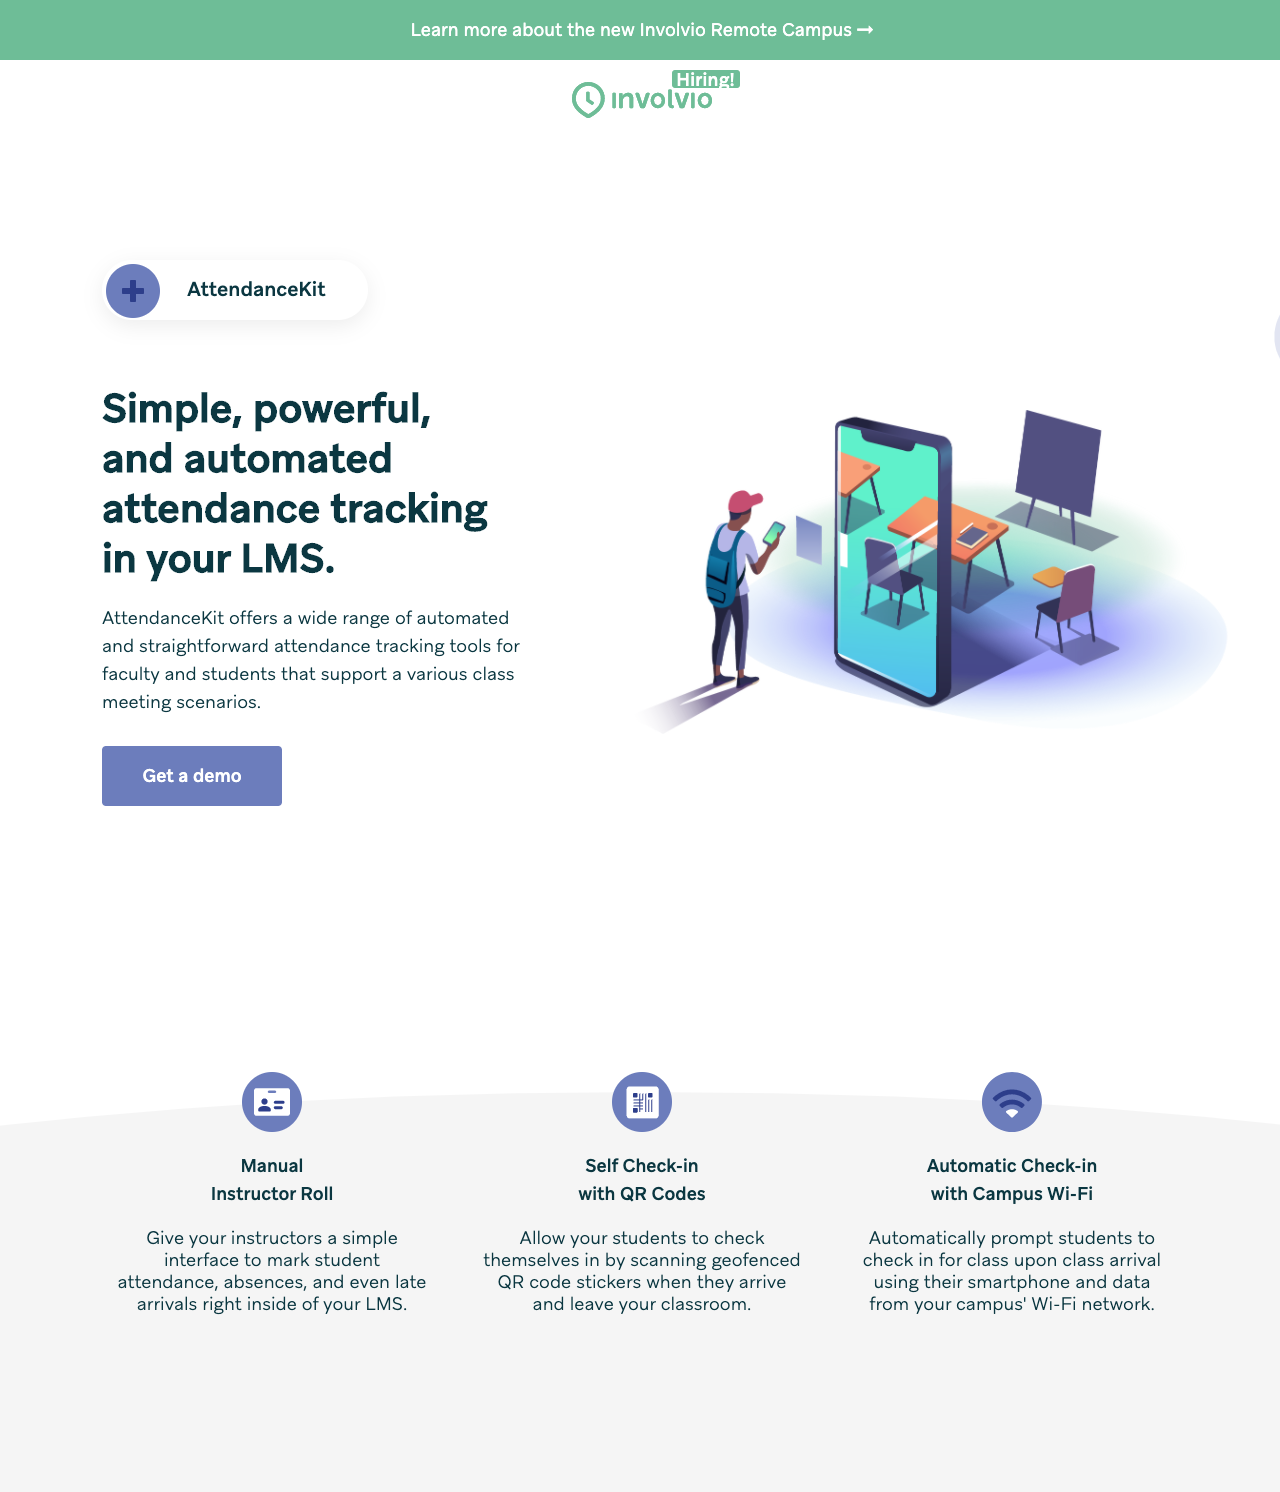 Learn more about the new Involvio Remote Campus ➞
Hiring!
involvio
AttendanceKit
Simple, powerful,
and automated
attendance tracking
in your LMS.
AttendanceKit offers a wide range of automated
and straightforward attendance tracking tools for
faculty and students that support a various class
meeting scenarios.
Get a demo
Manual
Instructor Roll
Give your instructors a simple
interface to mark student
attendance, absences, and even late
arrivals right inside of your LMS.
Self Check-in
with QR Codes
Allow your students to check
themselves in by scanning geofenced
QR code stickers when they arrive
and leave your classroom.
Automatic Check-in
with Campus Wi-Fi
Automatically prompt students to
check in for class upon class arrival
using their smartphone and data
from your campus' Wi-Fi network.